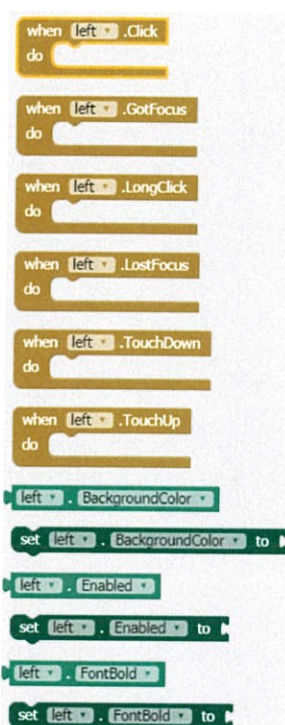 when left .Click
do
when left .GotFocus
do
when left .LongClick
do
when left .LostFocus
do
when left .TouchDown
do
when left .TouchUp
do
left . BackgroundColor
set left . BackgroundColor to
left . Enabled
set left . Enabled to
left . FontBold
set left . FontBold to